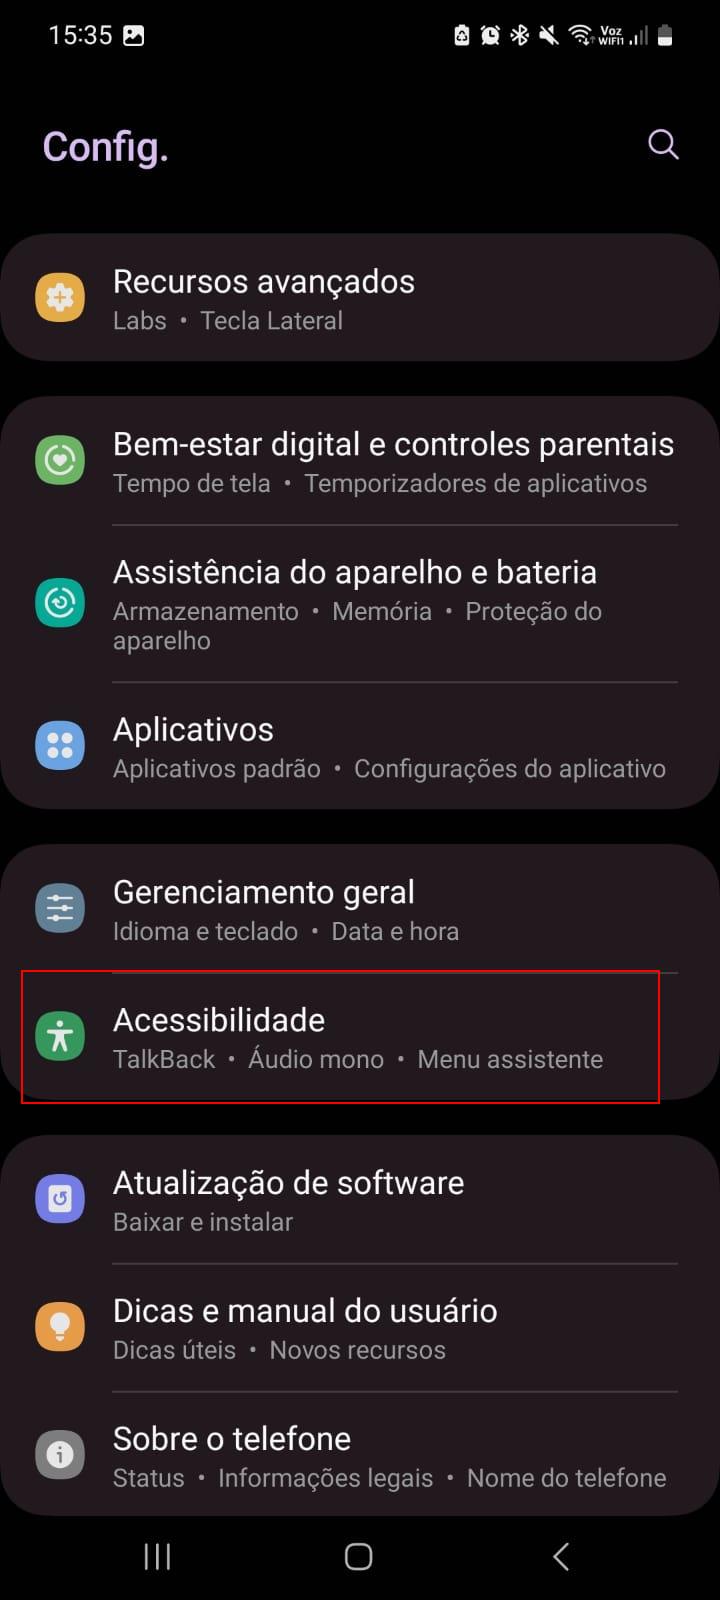 15:35
Voz
WIFI1
Config.
Recursos avançados
Labs • Tecla Lateral
Bem-estar digital e controles parentais
Tempo de tela • Temporizadores de aplicativos
Assistência do aparelho e bateria
Armazenamento • Memória • Proteção do
aparelho
Aplicativos
Aplicativos padrão • Configurações do aplicativo
Gerenciamento geral
Idioma e teclado • Data e hora
Acessibilidade
TalkBack • Áudio mono • Menu assistente
Atualização de software
Baixar e instalar
Dicas e manual do usuário
Dicas úteis • Novos recursos
Sobre o telefone
Status • Informações legais • Nome do telefone